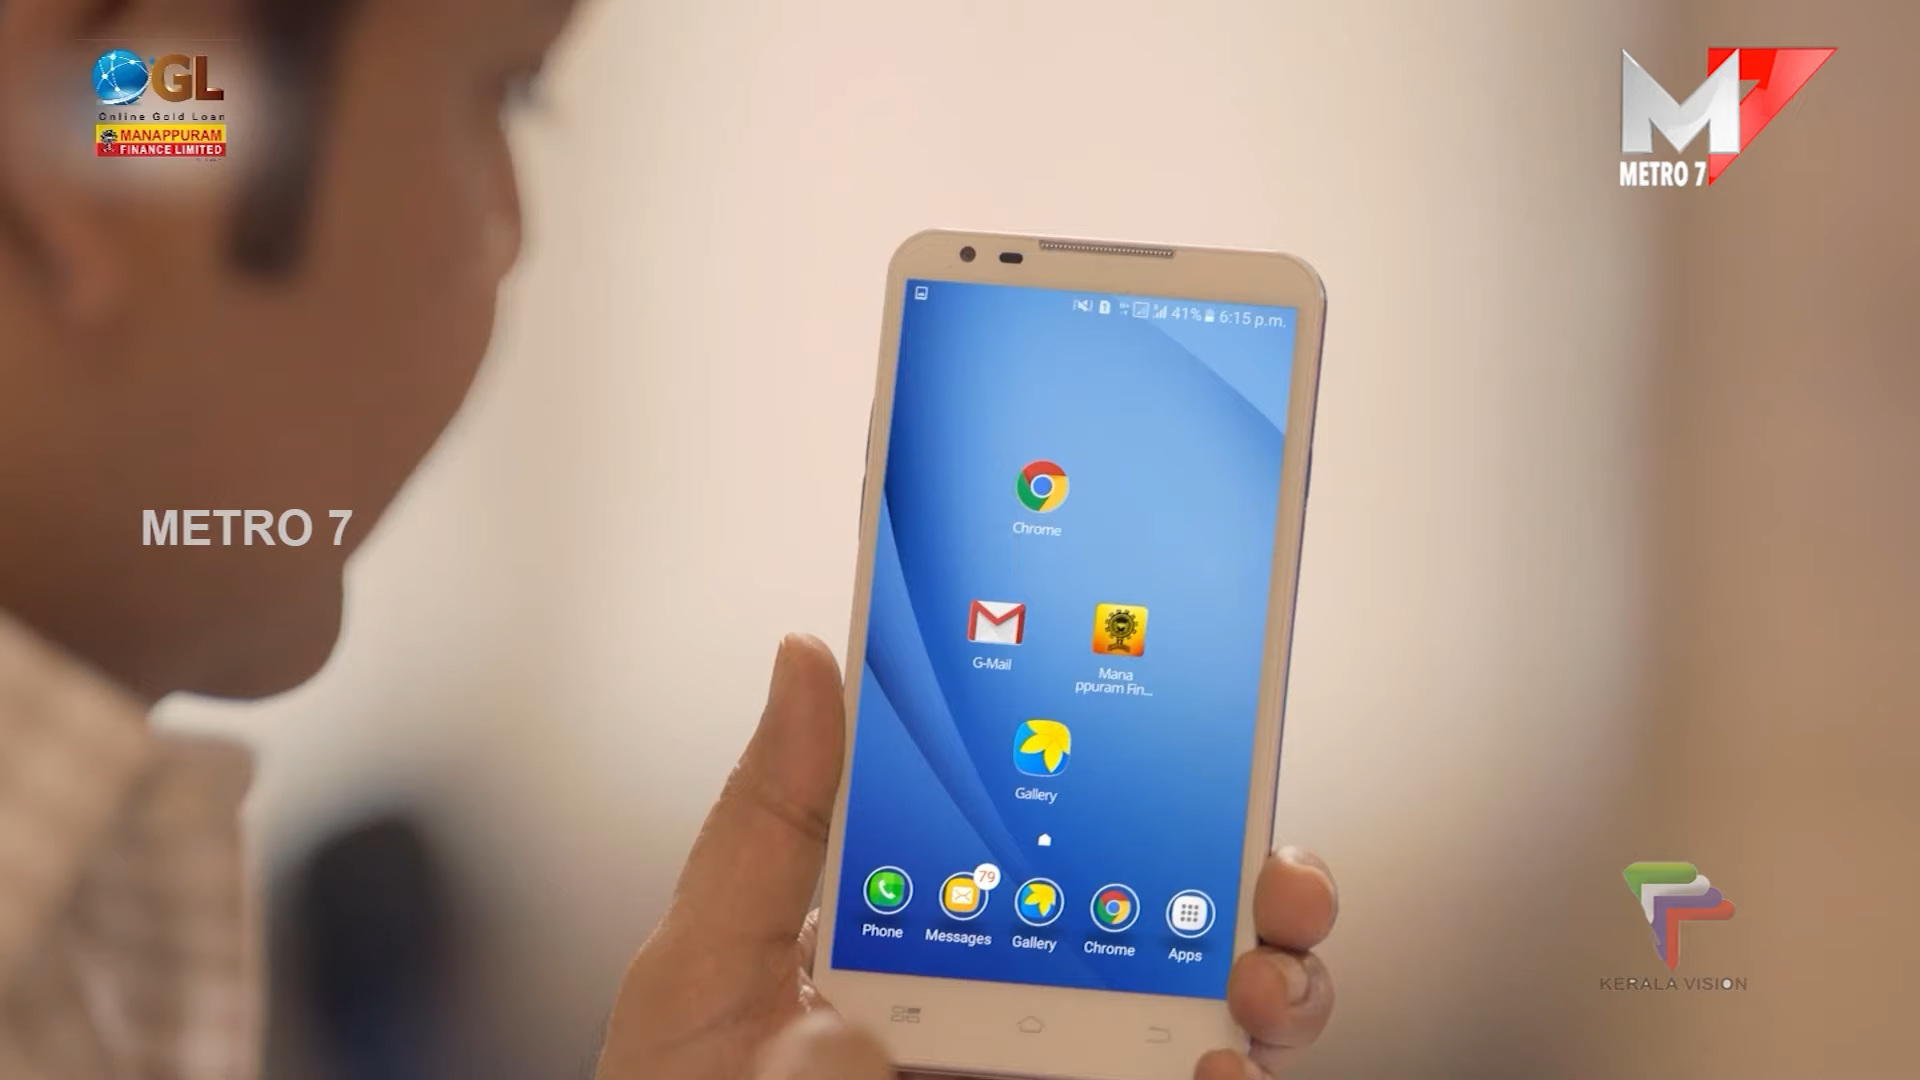 GL
Online Gold Loan
MANAPPURAM
FINANCE LIMITED
M7
METRO 7
41% 6:15 p.m.
Chrome
METRO 7
G-Mail
Mana
ppuram Fin...
Gallery
79
Phone
Messages
Gallery
Chrome
Apps
KERALA VISION